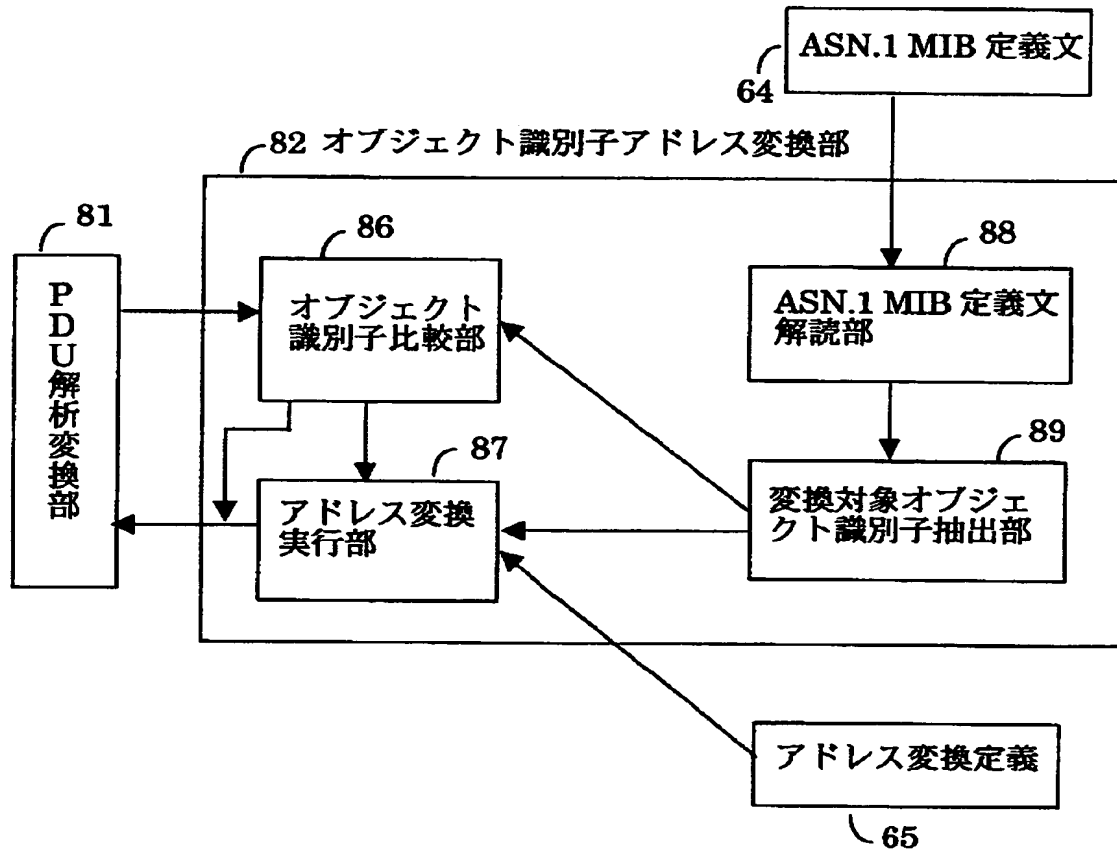 ASN.1 MIB 定義文
64
82 オブジェクト識別子アドレス変換部
81
PDU解析変換部
86
オブジェクト
識別子比較部
88
ASN.1 MIB 定義文
解読部
87
アドレス変換
実行部
89
変換対象オブジェ
クト識別子抽出部
アドレス変換定義
65